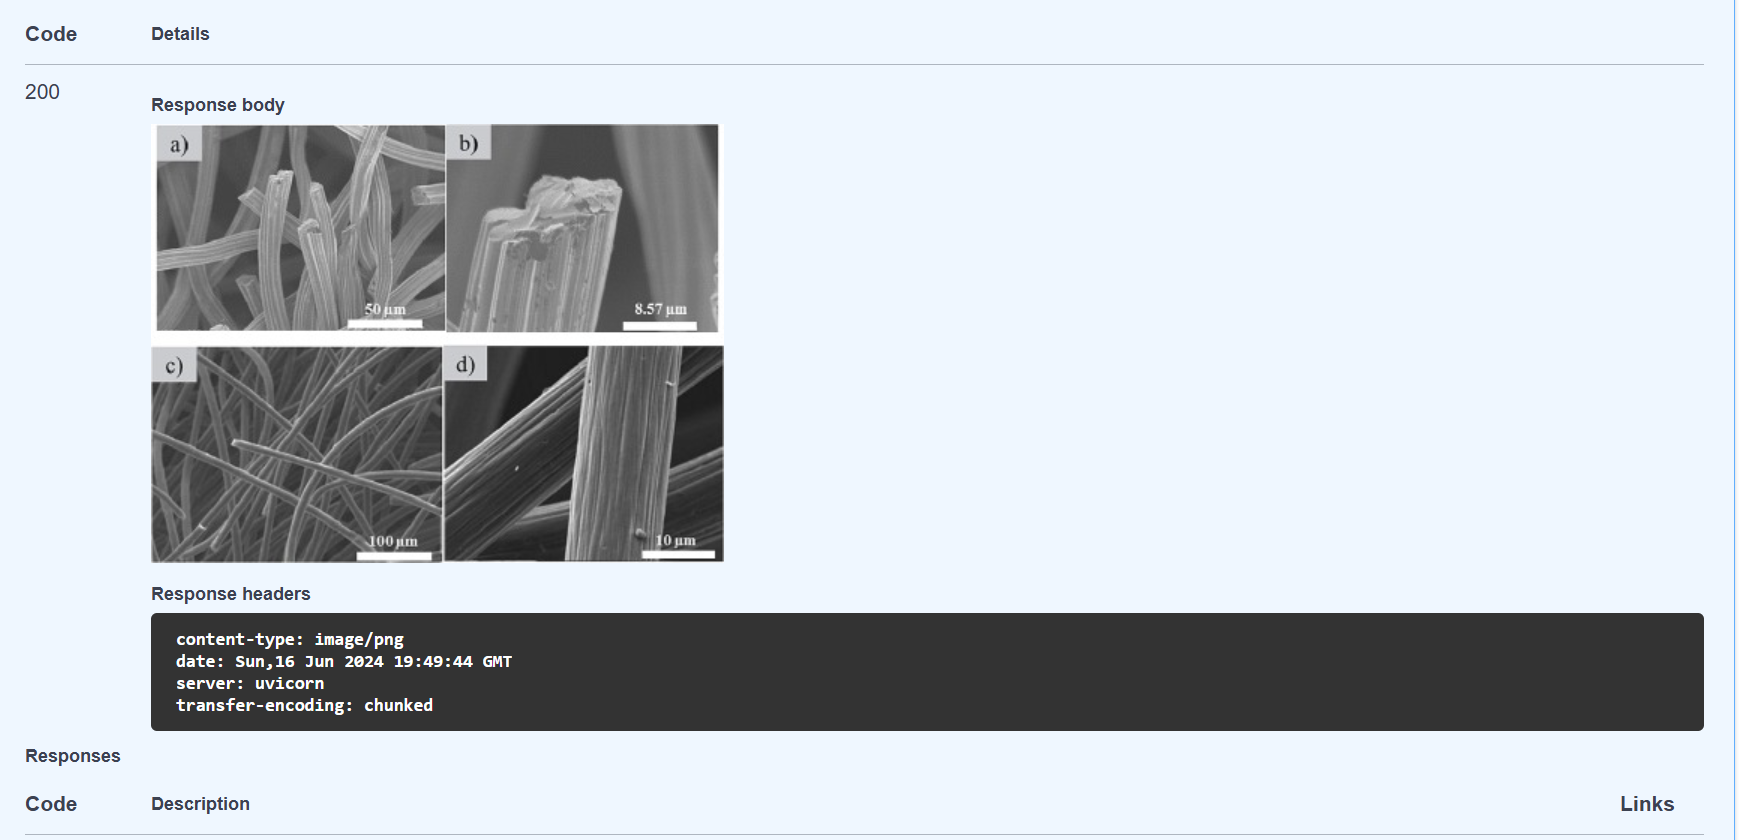 Code Details
200
Response body
a) b)
50 µm 8.57 µm
c) d)
100 µm 10 µm
Response headers
content-type: image/png
date: Sun,16 Jun 2024 19:49:44 GMT
server: uvicorn
transfer-encoding: chunked
Responses
Code Description Links